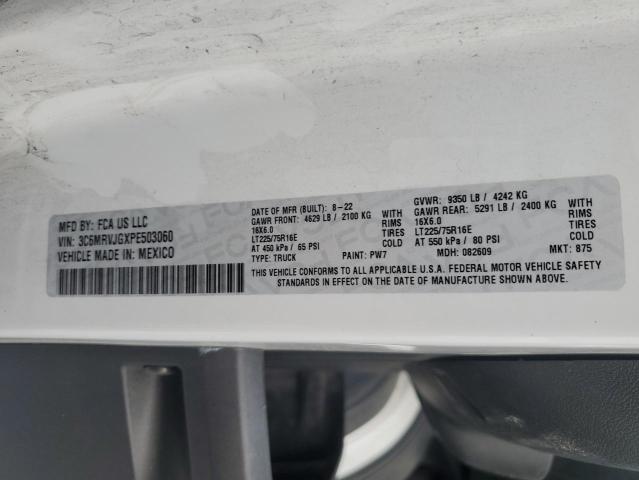 MFD BY: FCA US LLC
VIN: 3C6MRVJGXPE503060
VEHICLE MADE IN: MEXICO
DATE OF MFR (BUILT): 8-22
GAWR FRONT: 4629 LB / 2100 KG WITH
16X6.0 RIMS
LT225/75R16E TIRES
AT 450 kPa / 65 PSI COLD
TYPE: TRUCK PAINT: PW7
GVWR: 9350 LB / 4242 KG
GAWR REAR: 5291 LB / 2400 KG WITH
16X6.0 RIMS
LT225/75R16E TIRES
AT 550 kPa / 80 PSI COLD
MDH: 082609 MKT: 875
THIS VEHICLE CONFORMS TO ALL APPLICABLE U.S.A. FEDERAL MOTOR VEHICLE SAFETY
STANDARDS IN EFFECT ON THE DATE OF MANUFACTURE SHOWN ABOVE.